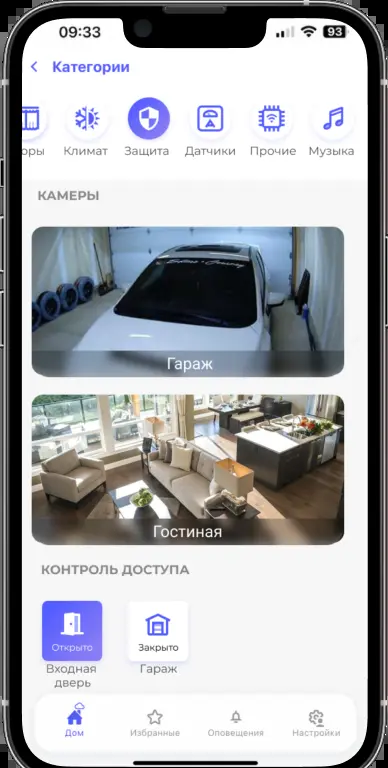 09:33
93
Категории
оры Климат Защита Датчики Прочие Музыка
КАМЕРЫ
Гараж
Гостиная
КОНТРОЛЬ ДОСТУПА
Открыто Закрыто
Входная Гараж
дверь
Дом Избранные Оповещения Настройки